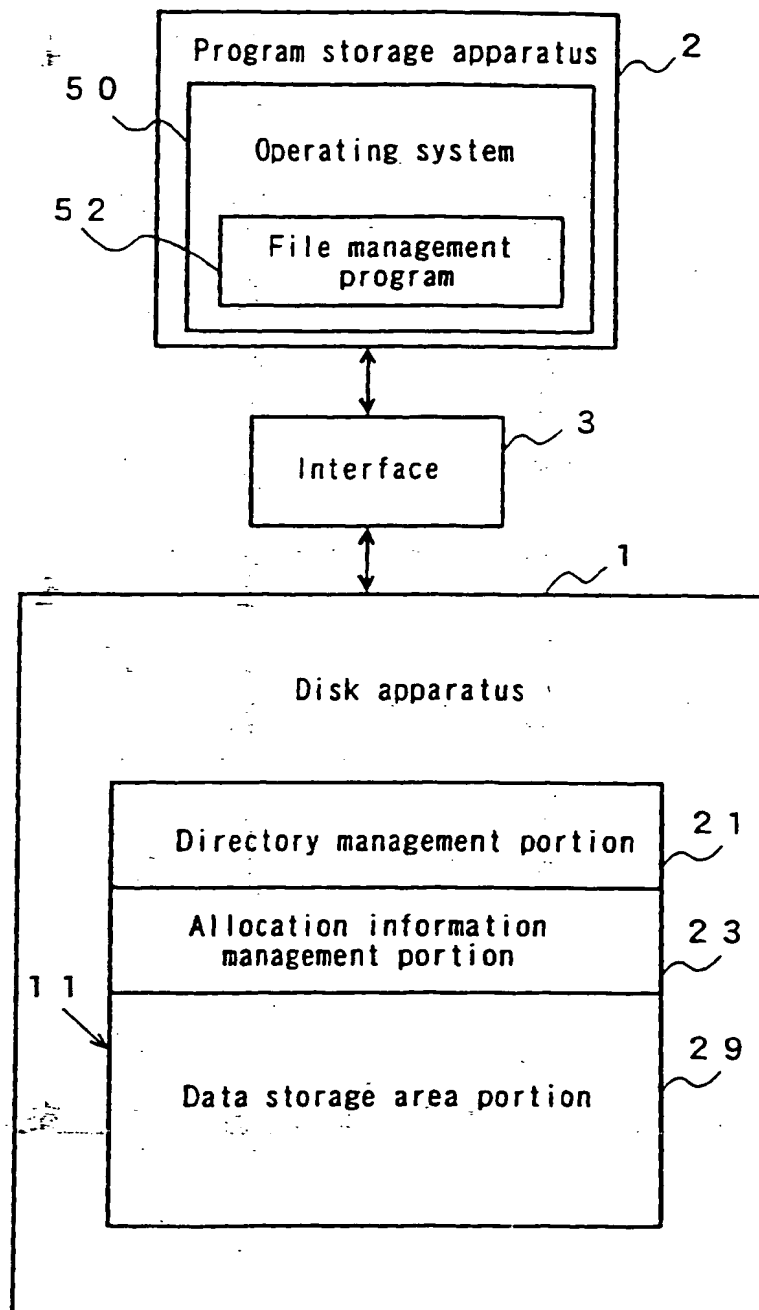 Program storage apparatus
2
50
Operating system
52
File management
program
3
Interface
1
Disk apparatus
Directory management portion
21
Allocation information
management portion
23
11
Data storage area portion
29